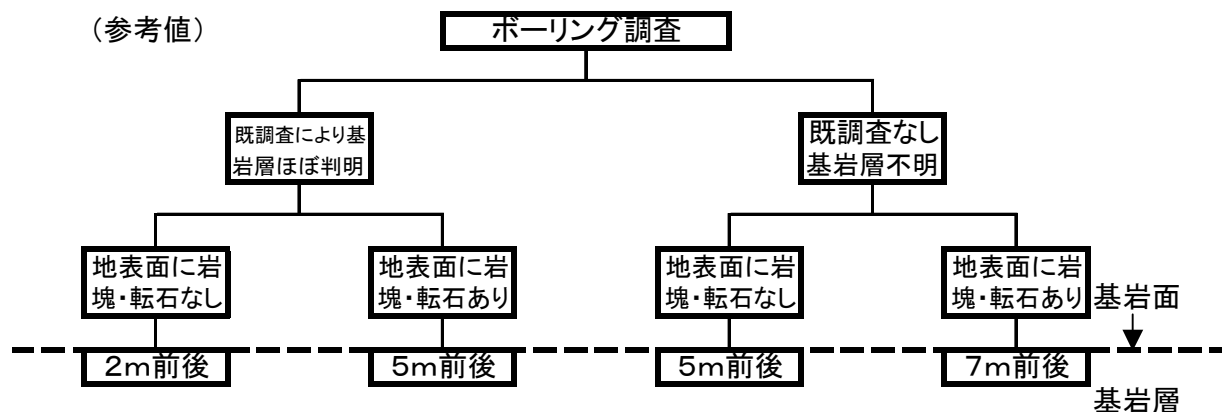 （参考値）
ボーリング調査
既調査により基
岩層ほぼ判明
既調査なし
基岩層不明
地表面に岩
塊・転石なし
地表面に岩
塊・転石あり
地表面に岩
塊・転石なし
地表面に岩
塊・転石あり
基岩面
2ｍ前後
5ｍ前後
5ｍ前後
7ｍ前後
基岩層